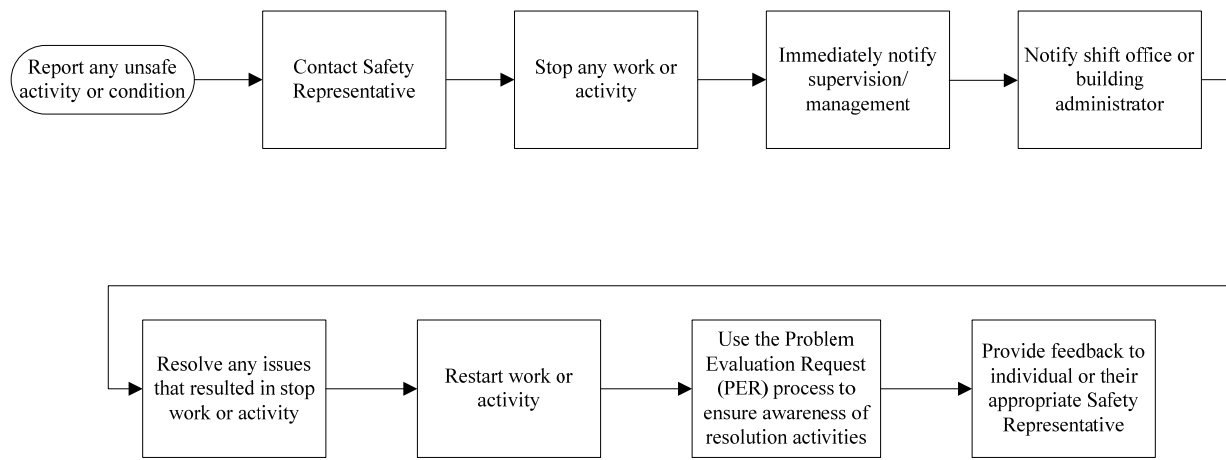 Report any unsafe
activity or condition
Contact Safety
Representative
Stop any work or
activity
Immediately notify
supervision/
management
Notify shift office or
building
administrator
Resolve any issues
that resulted in stop
work or activity
Restart work or
activity
Use the Problem
Evaluation Request
(PER) process to
ensure awareness of
resolution activities
Provide feedback to
individual or their
appropriate Safety
Representative